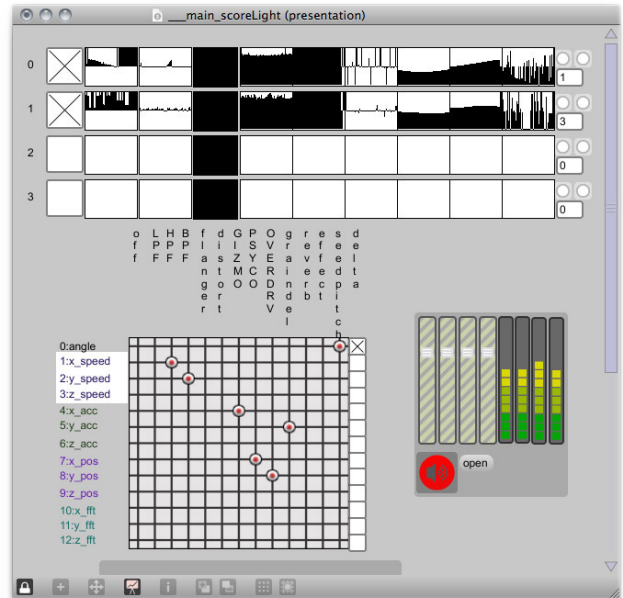 ___main_scoreLight (presentation)
0
1
1
3
2
0
3
0
off
LPF
HPF
BPF
flanger
distort
GIZMO
PSYCO
OVERDRV
graindel
reverb
effect
seedpitch
delta
0:angle
1:x_speed
2:y_speed
3:z_speed
4:x_acc
5:y_acc
6:z_acc
7:x_pos
8:y_pos
9:z_pos
10:x_fft
11:y_fft
12:z_fft
open